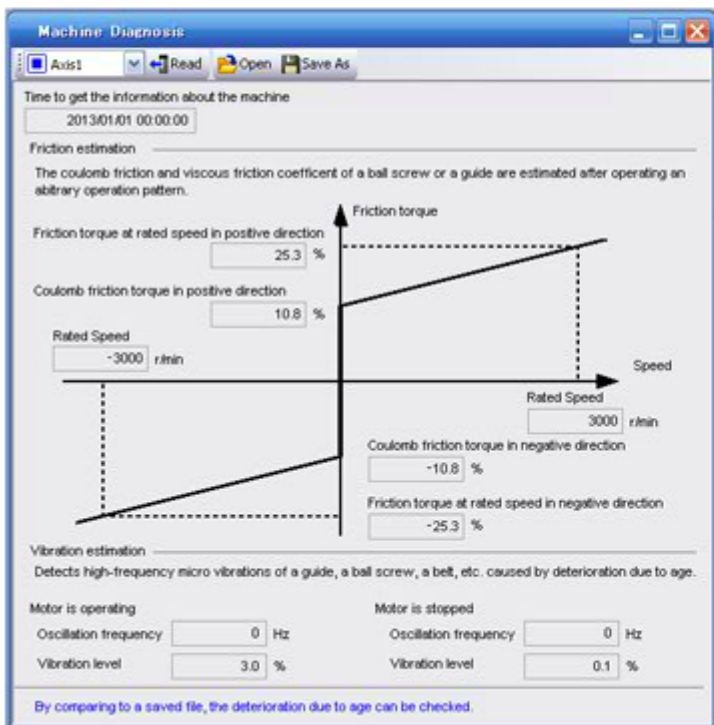 Machine Diagnosis
Axis1 Read Open Save As
Time to get the information about the machine
2013/01/01 00:00:00
Friction estimation
The coulomb friction and viscous friction coefficent of a ball screw or a guide are estimated after operating an
abitrary operation pattern.
Friction torque
Friction torque at rated speed in positive direction
25.3 %
Coulomb friction torque in positive direction
10.8 %
Rated Speed
-3000 r/min
Speed
Rated Speed
3000 r/min
Coulomb friction torque in negative direction
-10.8 %
Friction torque at rated speed in negative direction
-25.3 %
Vibration estimation
Detects high-frequency micro vibrations of a guide, a ball screw, a belt, etc. caused by deterioration due to age.
Motor is operating Motor is stopped
Oscillation frequency 0 Hz Oscillation frequency 0 Hz
Vibration level 3.0 % Vibration level 0.1 %
By comparing to a saved file, the deterioration due to age can be checked.